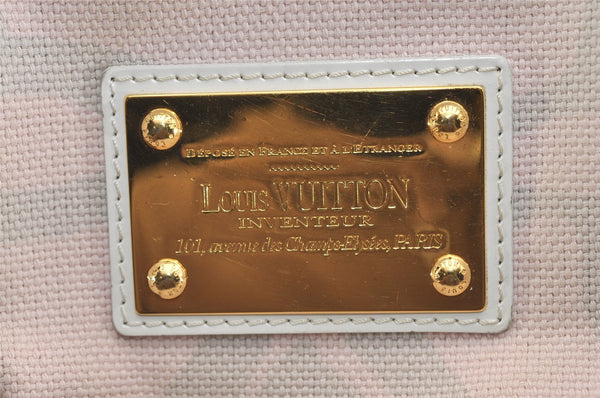 DÉPOSÉ EN FRANCE ET À L'ÉTRANGER
LOUIS VUITTON
INVENTEUR
101, avenue des Champs-Elysées, PARIS